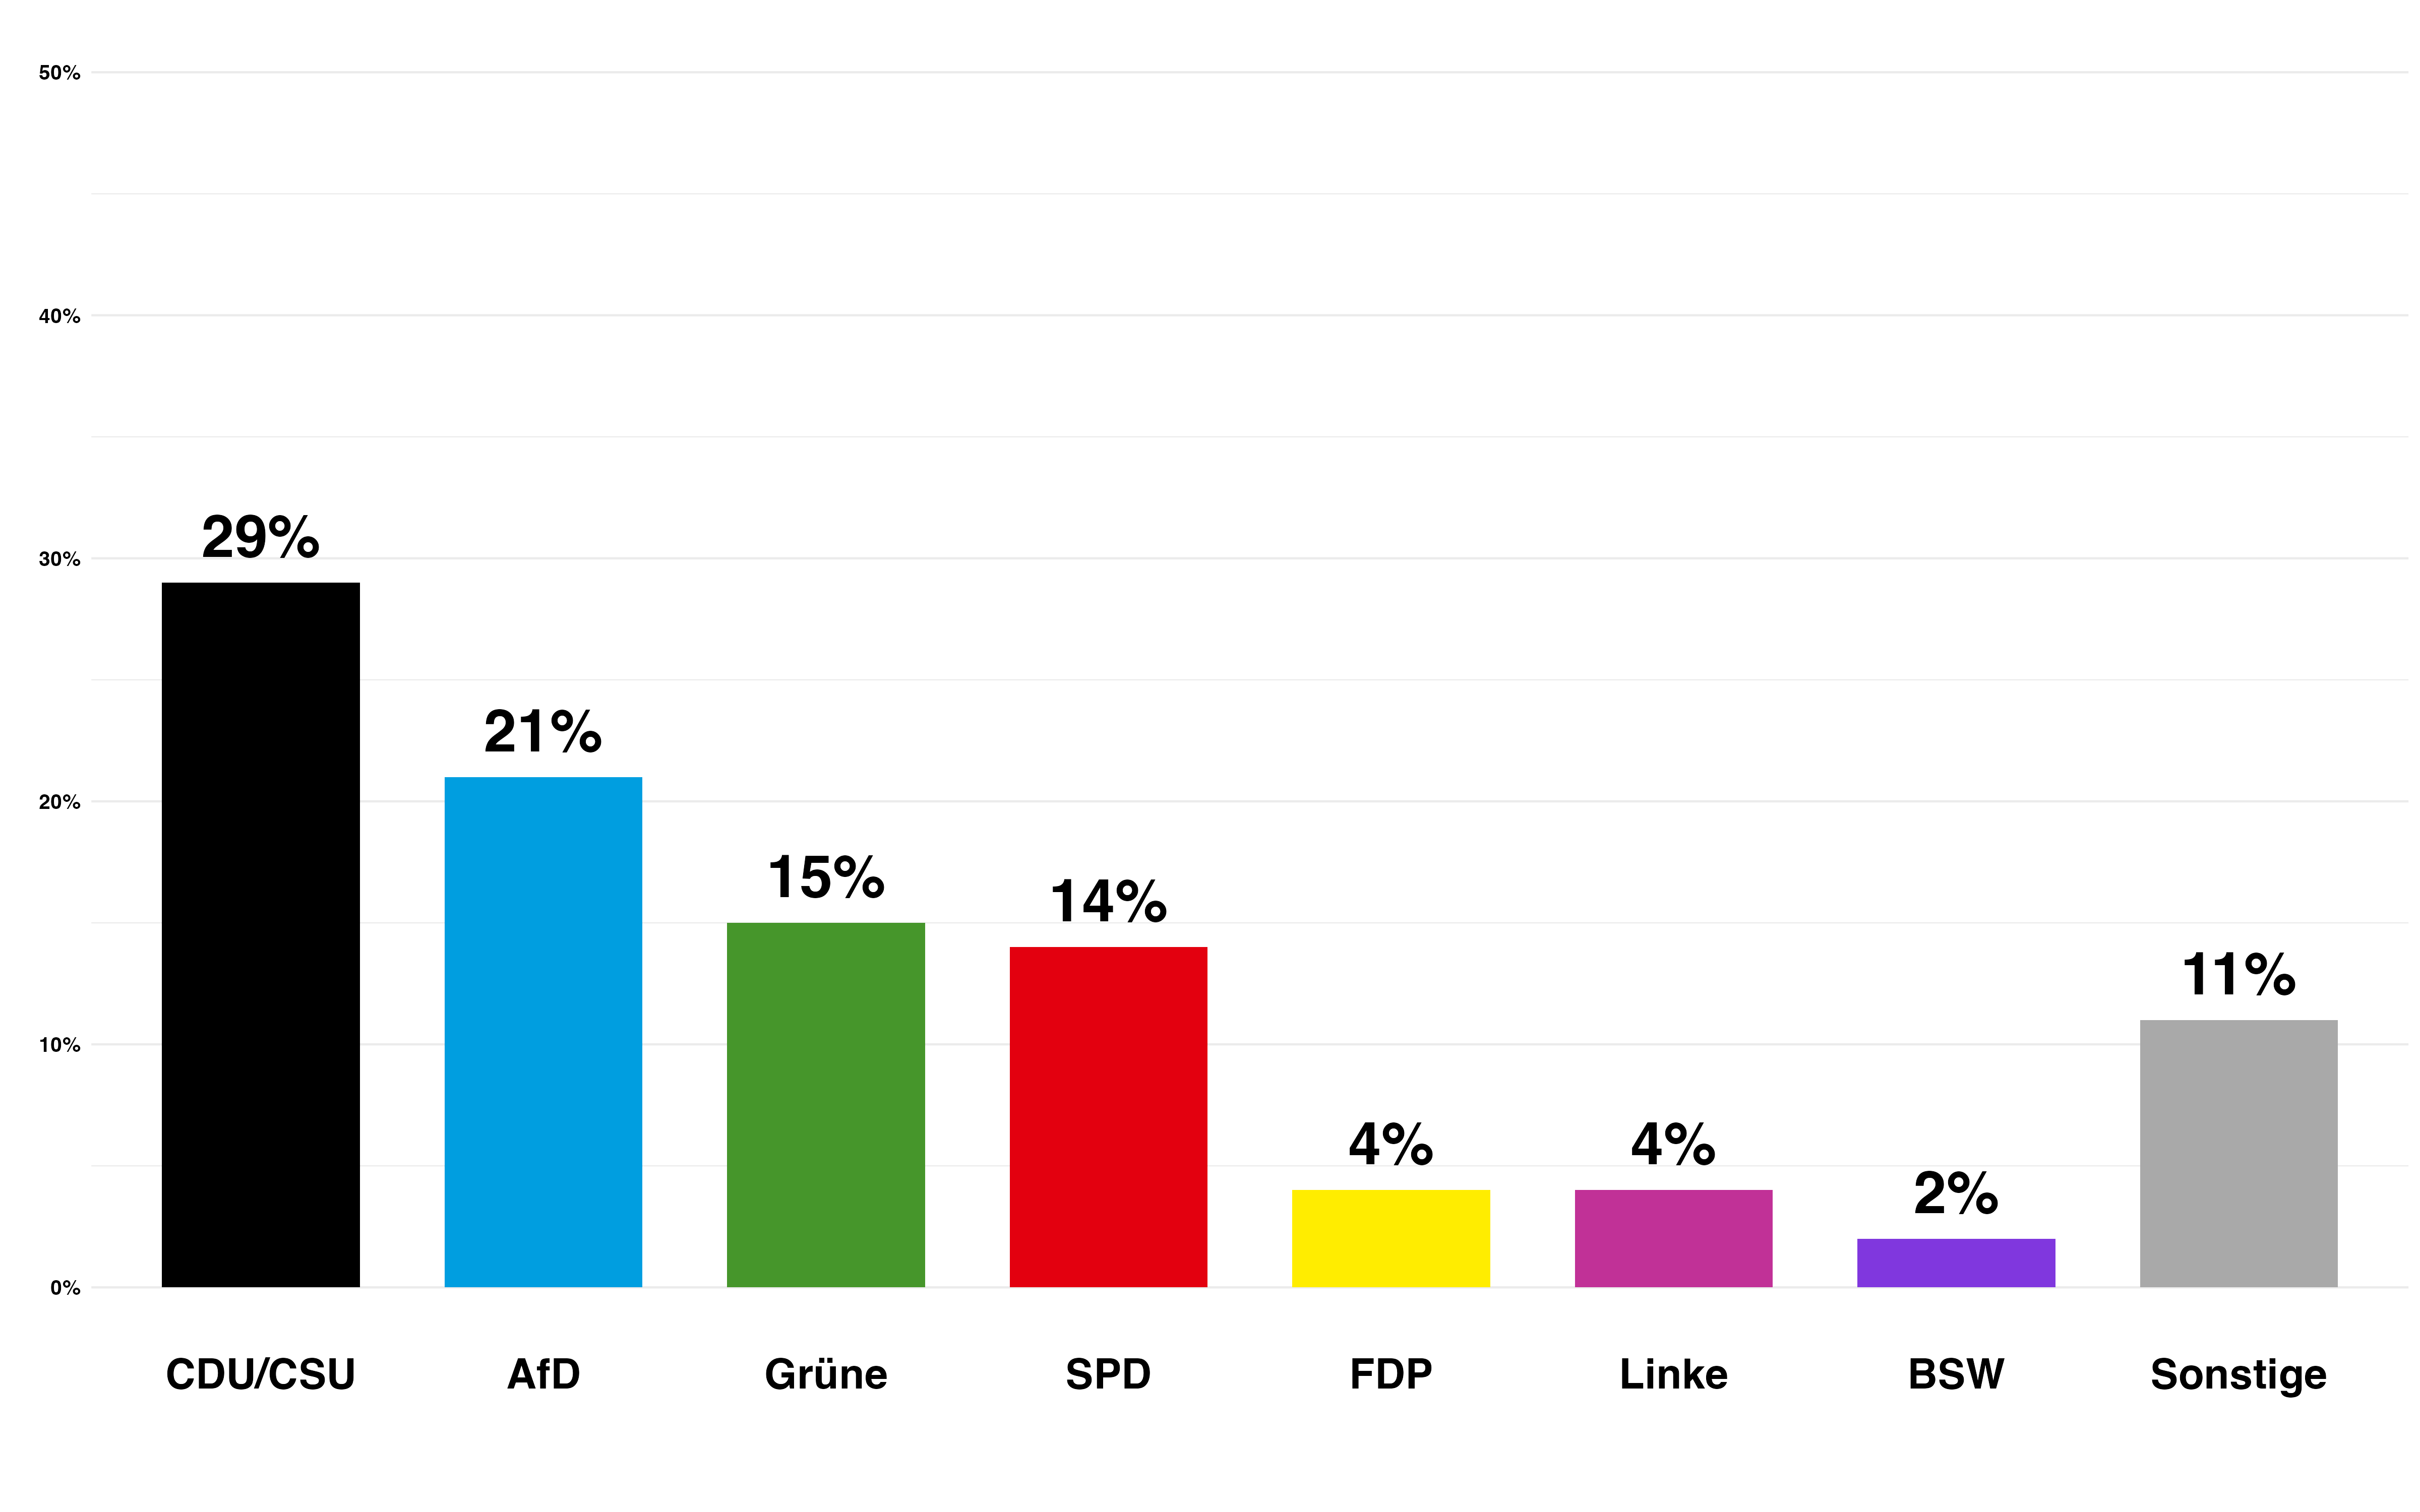 50%
40%
30%
20%
10%
0%
29%
21%
15%
14%
4%
4%
2%
11%
CDU/CSU
AfD
Grüne
SPD
FDP
Linke
BSW
Sonstige